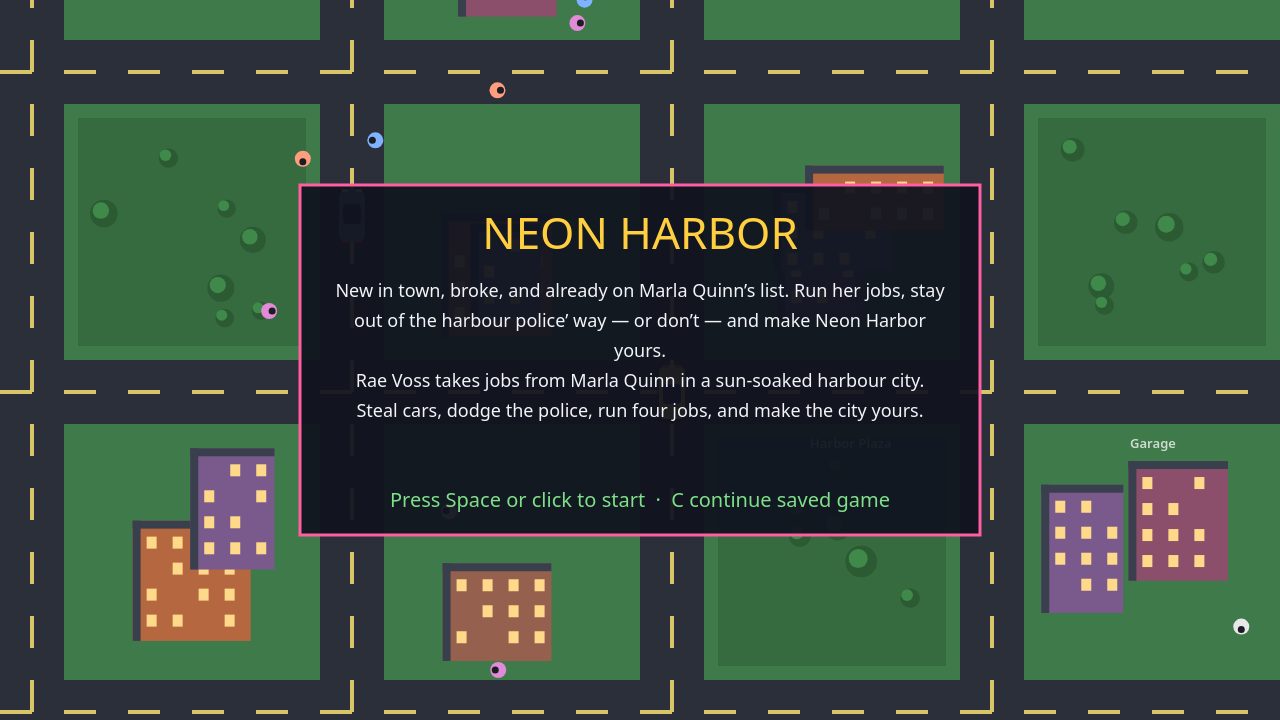 NEON HARBOR
New in town, broke, and already on Marla Quinn’s list. Run her jobs, stay
out of the harbour police’ way — or don’t — and make Neon Harbor
yours.
Rae Voss takes jobs from Marla Quinn in a sun-soaked harbour city.
Steal cars, dodge the police, run four jobs, and make the city yours.
Harbor Plaza
Garage
Press Space or click to start · C continue saved game